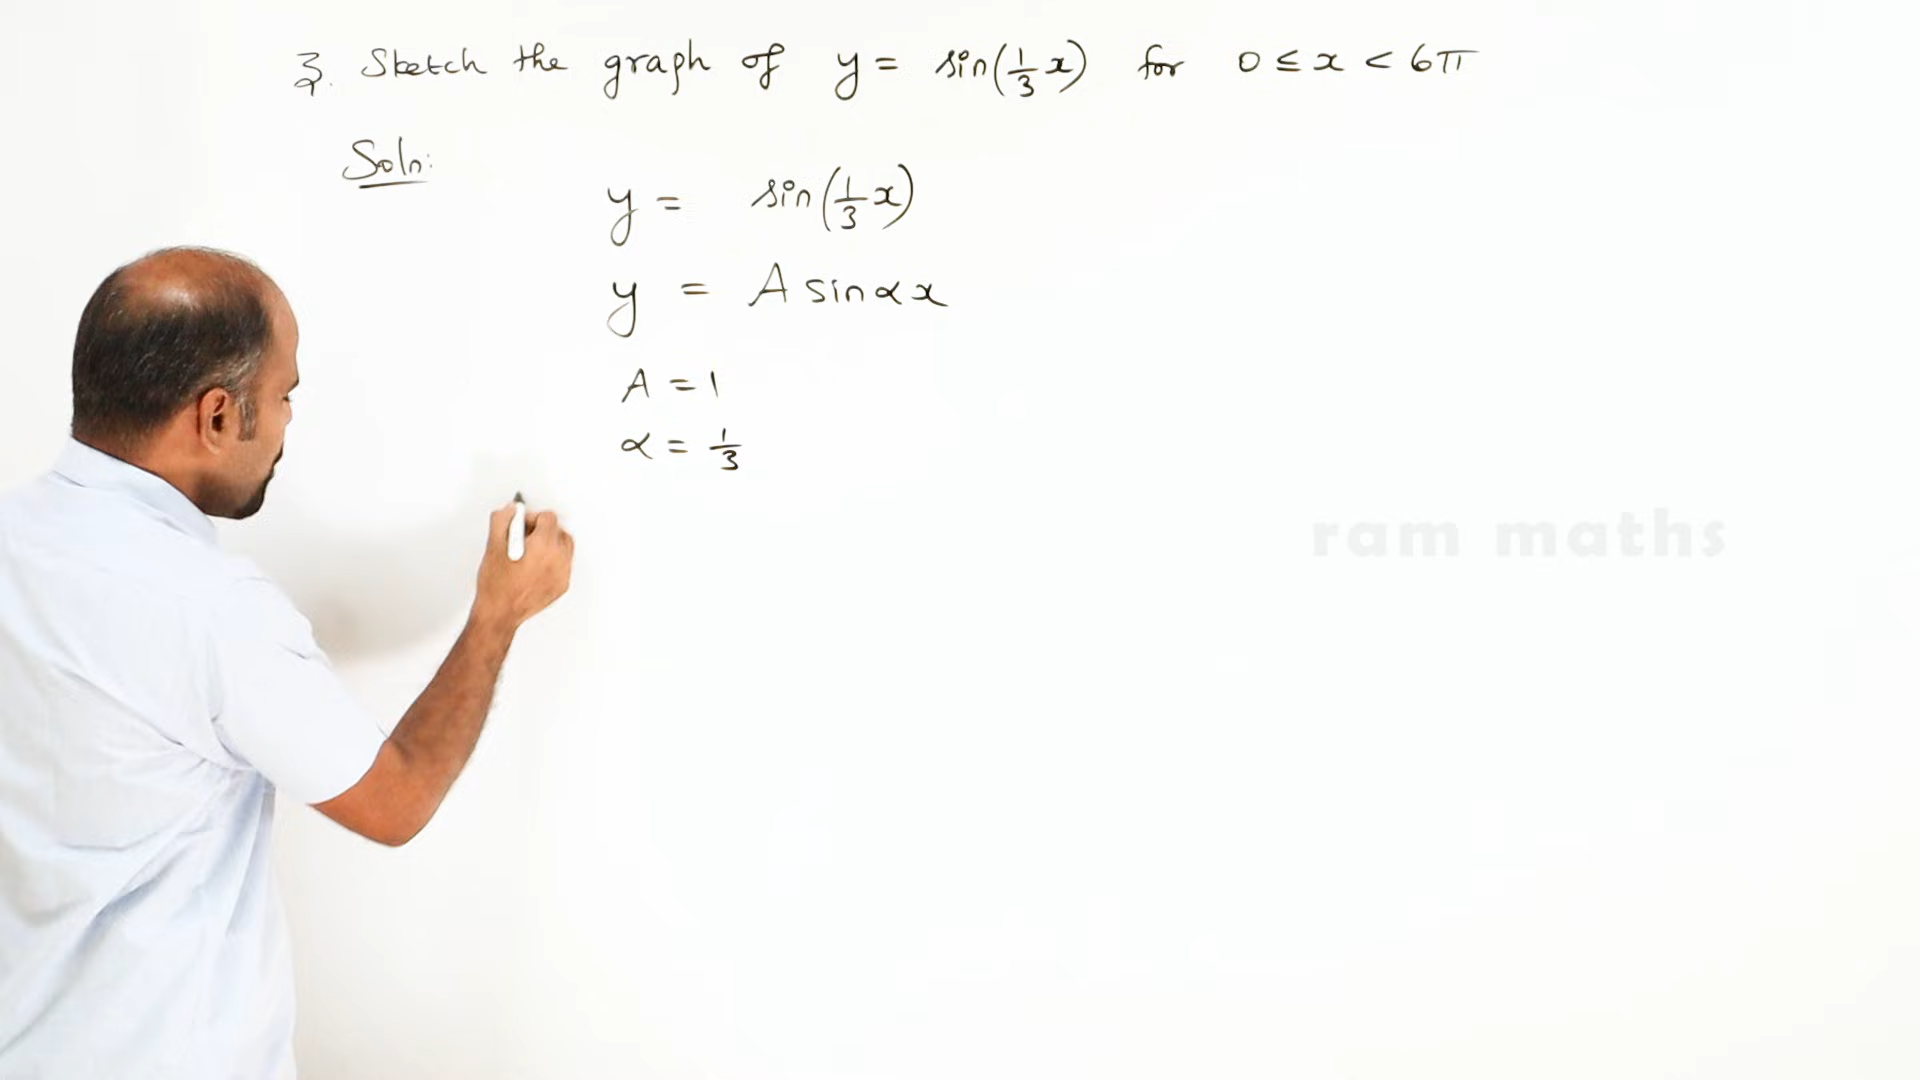 3. Sketch the graph of y = sin(1/3 x) for 0 ≤ x < 6π
Soln:
y = sin(1/3 x)
y = A sin α x
A = 1
α = 1/3
ram maths